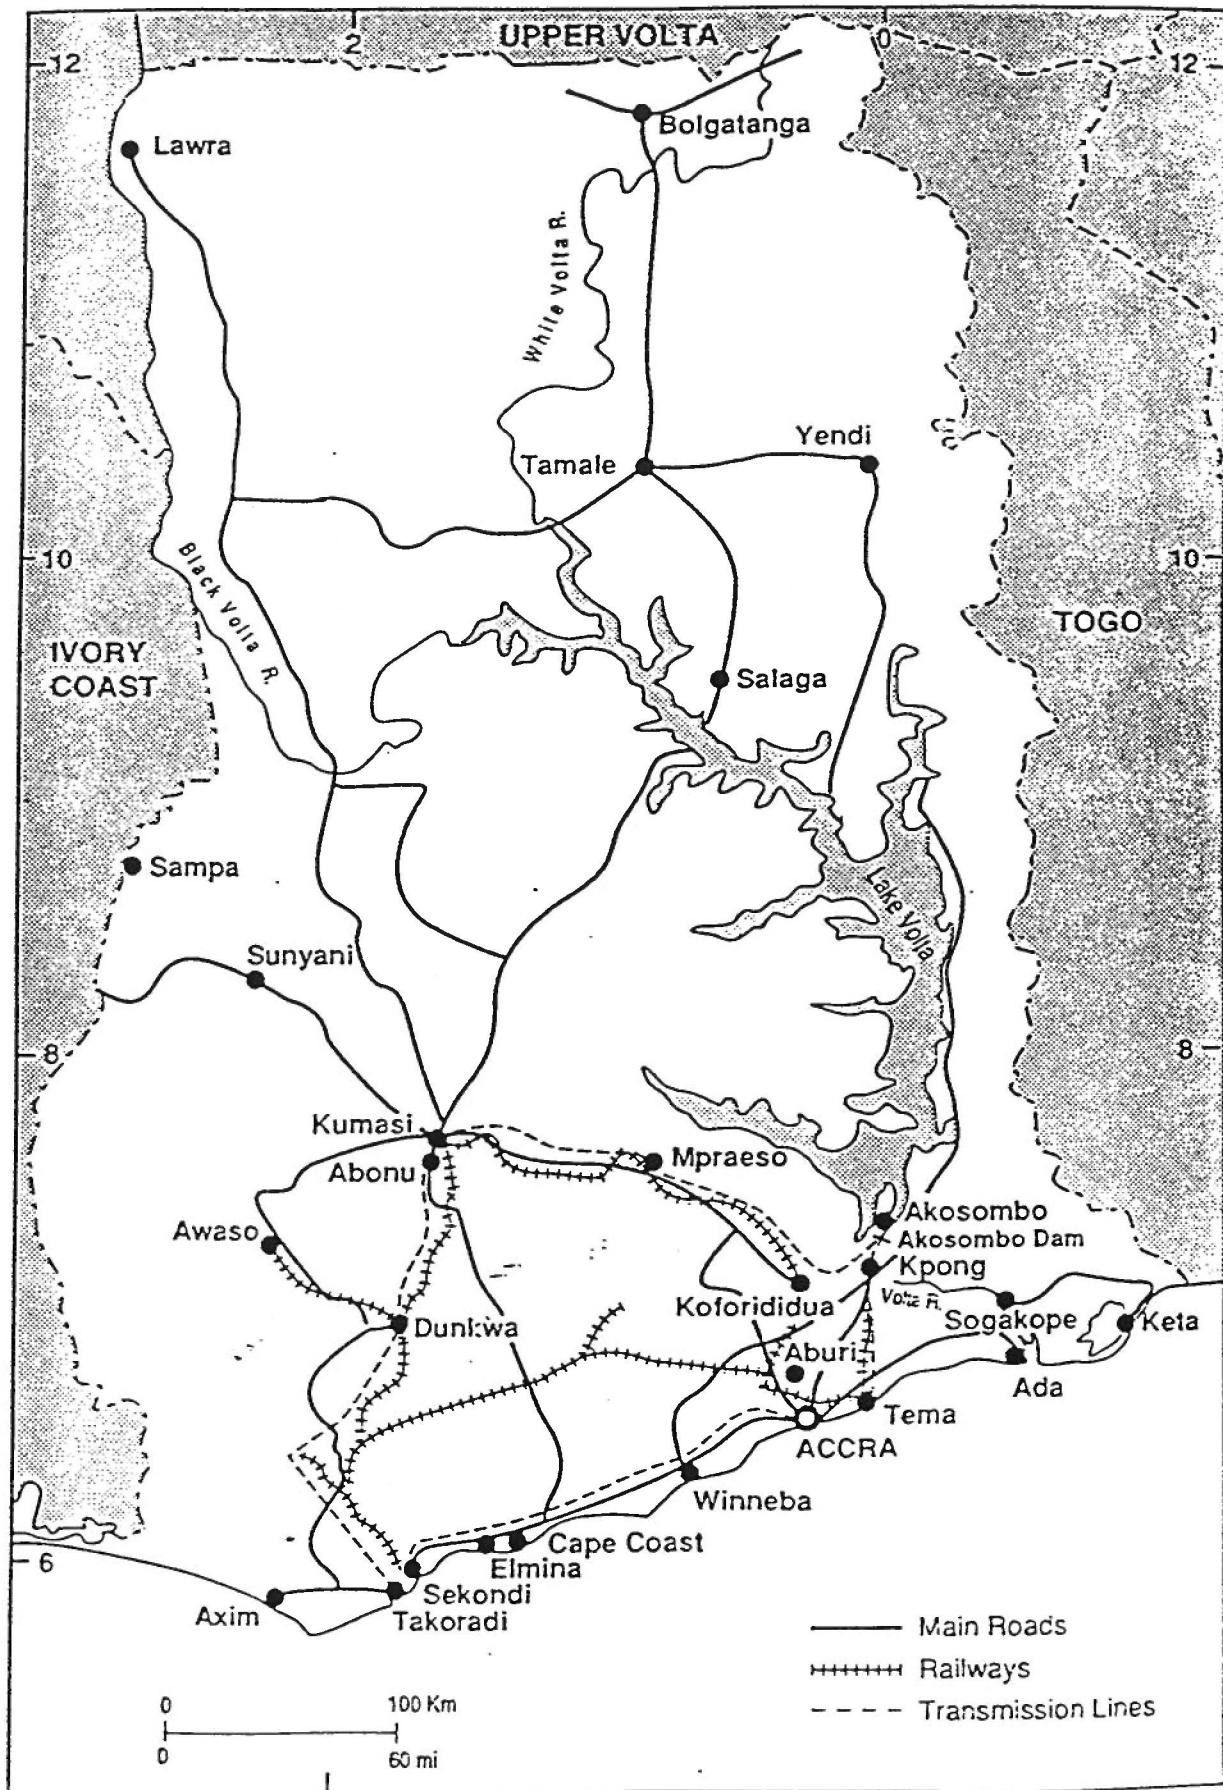 UPPER VOLTA
2
0
12
12
Bolgatanga
Lawra
White Volta R.
Yendi
Tamale
10
10
Black Volta R.
TOGO
IVORY
COAST
Salaga
Sampa
Lake Volta
Sunyani
8
8
Kumasi
Mpraeso
Abonu
Akosombo
Awaso
Akosombo Dam
Kpong
Volta R.
Koforididua
Sogakope
Keta
Dunkwa
Aburi
Ada
Tema
ACCRA
Winneba
Cape Coast
6
Elmina
Sekondi
Axim
Takoradi
Main Roads
Railways
Transmission Lines
0
100 Km
0
60 mi